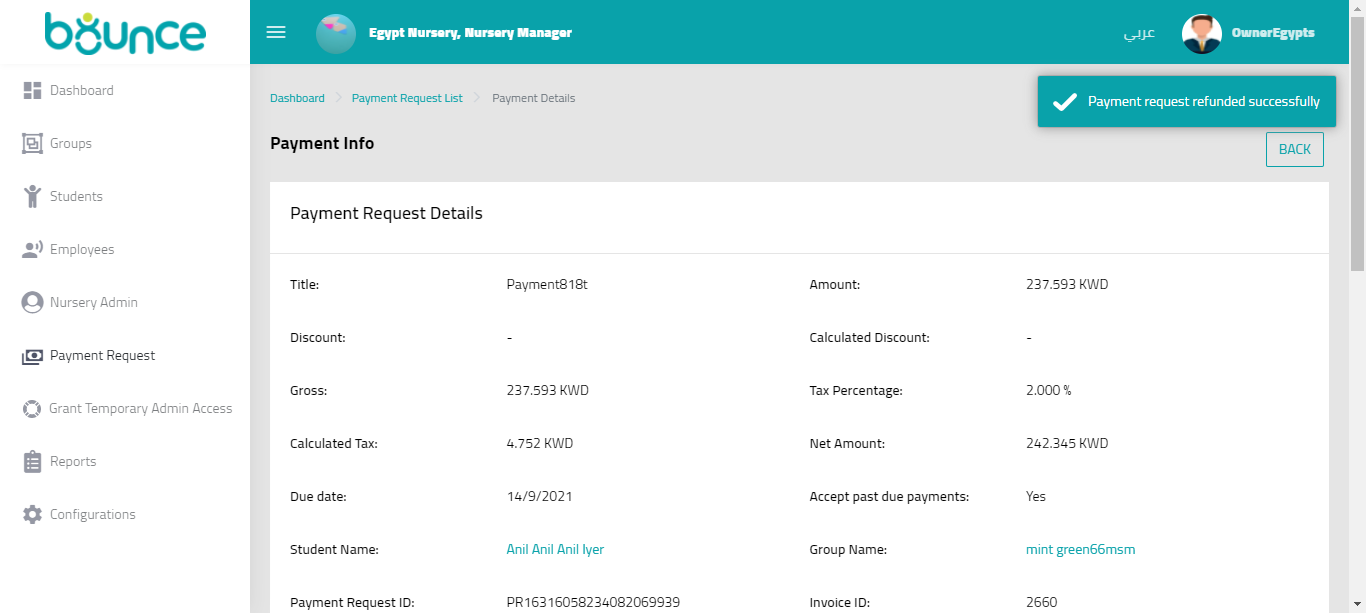 bounce
Egypt Nursery, Nursery Manager
عربي
OwnerEgypts
Dashboard
Groups
Students
Employees
Nursery Admin
Payment Request
Grant Temporary Admin Access
Reports
Configurations
Dashboard > Payment Request List > Payment Details
Payment request refunded successfully
Payment Info
BACK
Payment Request Details
Title: Payment818t Amount: 237.593 KWD
Discount: - Calculated Discount: -
Gross: 237.593 KWD Tax Percentage: 2.000 %
Calculated Tax: 4.752 KWD Net Amount: 242.345 KWD
Due date: 14/9/2021 Accept past due payments: Yes
Student Name: Anil Anil Anil Iyer Group Name: mint green66msm
Payment Request ID: PR16316058234082069939 Invoice ID: 2660